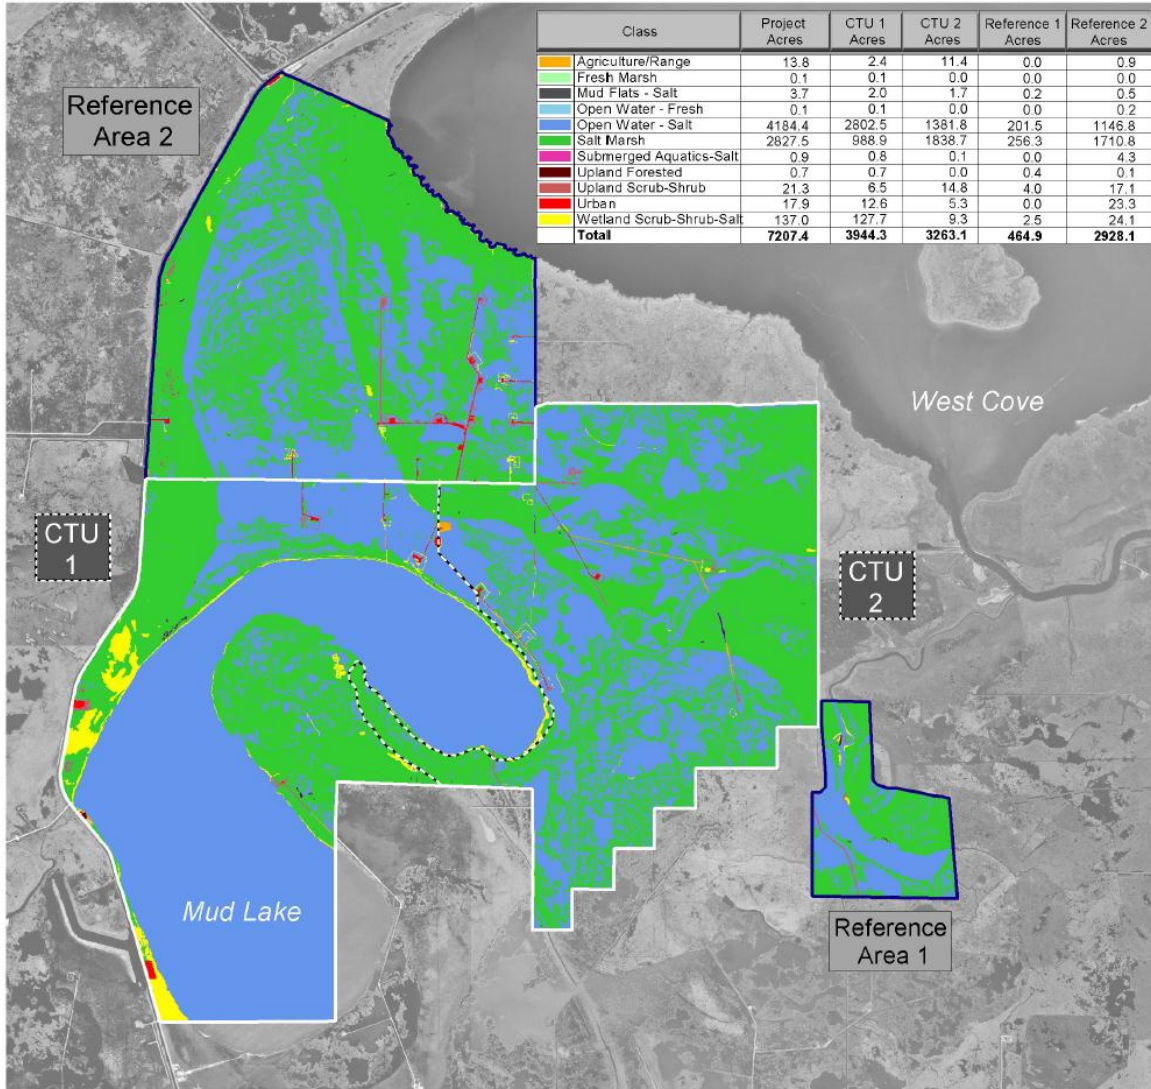 Class Project Acres CTU 1 Acres CTU 2 Acres Reference 1 Acres Reference 2 Acres
Agriculture/Range 13.8 2.4 11.4 0.0 0.9
Fresh Marsh 0.1 0.1 0.0 0.0 0.0
Mud Flats - Salt 3.7 2.0 1.7 0.2 0.5
Open Water - Fresh 0.1 0.1 0.0 0.0 0.2
Open Water - Salt 4184.4 2802.5 1381.8 201.5 1146.8
Salt Marsh 2827.5 988.9 1838.7 256.3 1710.8
Submerged Aquatics-Salt 0.9 0.8 0.1 0.0 4.3
Upland Forested 0.7 0.7 0.0 0.4 0.1
Upland Scrub-Shrub 21.3 6.5 14.8 4.0 17.1
Urban 17.9 12.6 5.3 0.0 23.3
Wetland Scrub-Shrub-Salt 137.0 127.7 9.3 2.5 24.1
Total 7207.4 3944.3 3263.1 464.9 2928.1
Reference
Area 2
West Cove
CTU
1
CTU
2
Mud Lake
Reference
Area 1